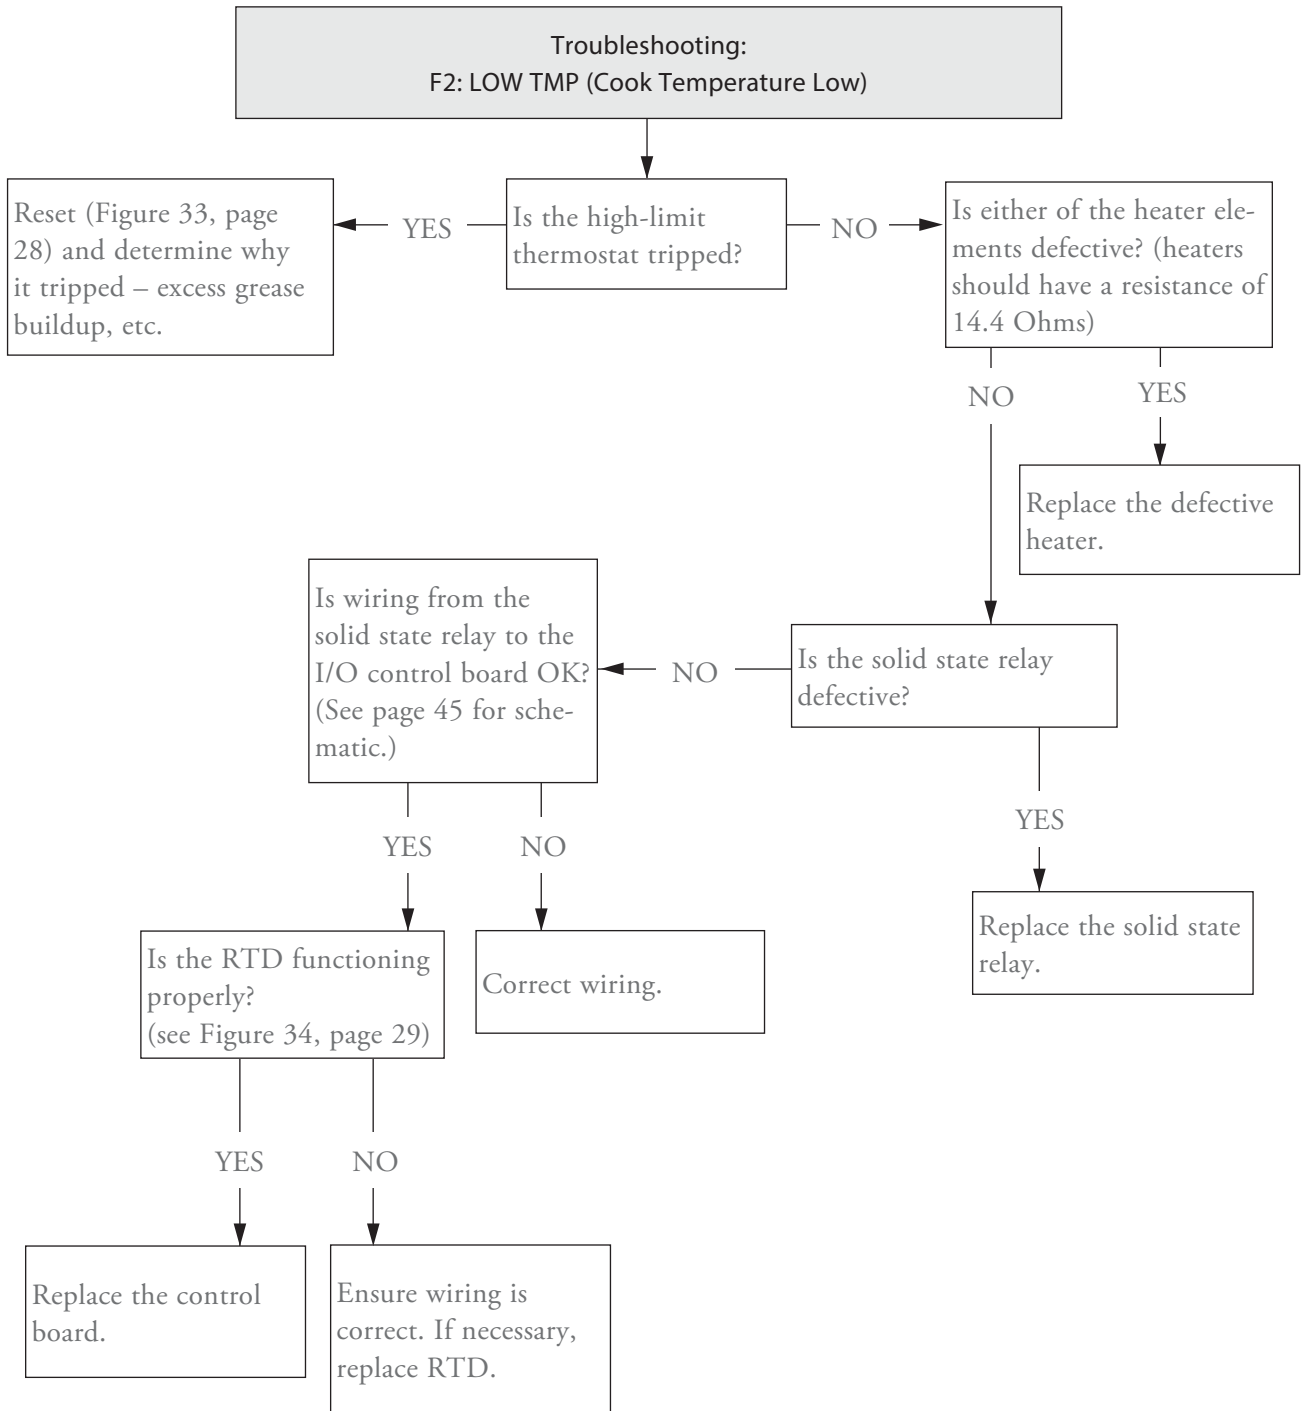 Troubleshooting:
F2: LOW TMP (Cook Temperature Low)
Reset (Figure 33, page
28) and determine why
it tripped – excess grease
buildup, etc.
YES
Is the high-limit
thermostat tripped?
NO
Is either of the heater ele-
ments defective? (heaters
should have a resistance of
14.4 Ohms)
NO
YES
Replace the defective
heater.
Is wiring from the
solid state relay to the
I/O control board OK?
(See page 45 for sche-
matic.)
NO
Is the solid state relay
defective?
YES
NO
YES
Replace the solid state
relay.
Is the RTD functioning
properly?
(see Figure 34, page 29)
Correct wiring.
YES
NO
Replace the control
board.
Ensure wiring is
correct. If necessary,
replace RTD.